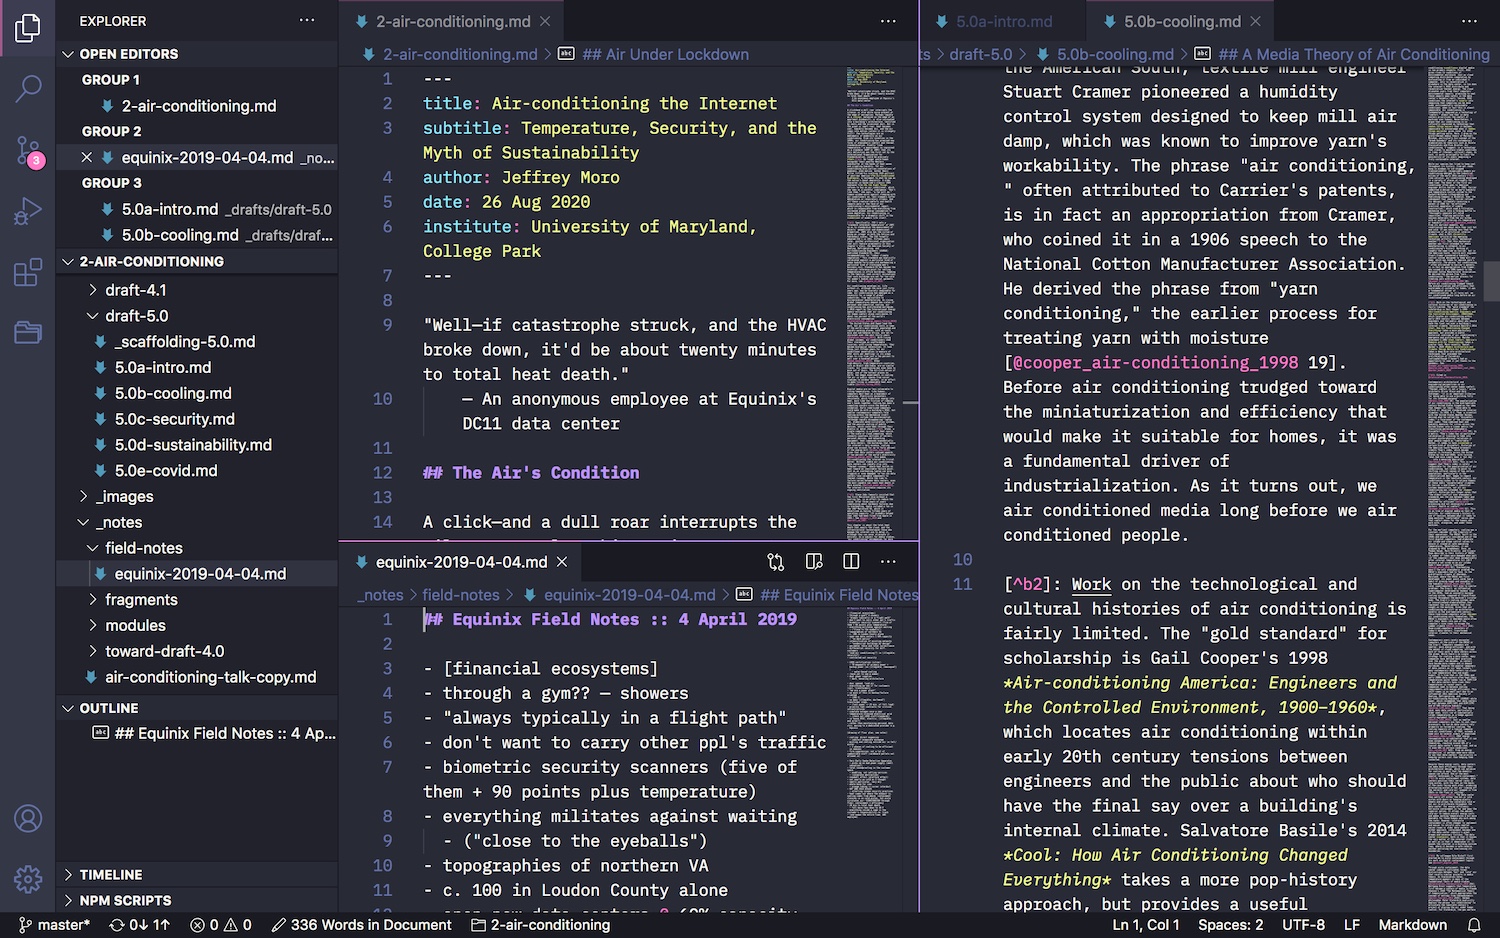 EXPLORER
OPEN EDITORS
GROUP 1
2-air-conditioning.md
GROUP 2
equinix-2019-04-04.md _no...
GROUP 3
5.0a-intro.md _drafts/draft-5.0
5.0b-cooling.md _drafts/draf...
2-AIR-CONDITIONING
draft-4.1
draft-5.0
_scaffolding-5.0.md
5.0a-intro.md
5.0b-cooling.md
5.0c-security.md
5.0d-sustainability.md
5.0e-covid.md
_images
_notes
field-notes
equinix-2019-04-04.md
fragments
modules
toward-draft-4.0
air-conditioning-talk-copy.md
OUTLINE
## Equinix Field Notes :: 4 Ap...
TIMELINE
NPM SCRIPTS
3
2-air-conditioning.md
2-air-conditioning.md > ## Air Under Lockdown
1 ---
2 title: Air-conditioning the Internet
3 subtitle: Temperature, Security, and the
Myth of Sustainability
4 author: Jeffrey Moro
5 date: 26 Aug 2020
6 institute: University of Maryland,
College Park
7 ---
8
9 "Well—if catastrophe struck, and the HVAC
broke down, it'd be about twenty minutes
to total heat death."
10 — An anonymous employee at Equinix's
DC11 data center
11
12 ## The Air's Condition
13
14 A click—and a dull roar interrupts the
equinix-2019-04-04.md
_notes > field-notes > equinix-2019-04-04.md > ## Equinix Field Notes
1 ## Equinix Field Notes :: 4 April 2019
2
3 - [financial ecosystems]
4 - through a gym?? — showers
5 - "always typically in a flight path"
6 - don't want to carry other ppl's traffic
7 - biometric security scanners (five of
them + 90 points plus temperature)
8 - everything militates against waiting
9 - ("close to the eyeballs")
10 - topographies of northern VA
11 - c. 100 in Loudon County alone
5.0a-intro.md
5.0b-cooling.md
ts > draft-5.0 > 5.0b-cooling.md > ## A Media Theory of Air Conditioning
the American South, textile mill engineer
Stuart Cramer pioneered a humidity
control system designed to keep mill air
damp, which was known to improve yarn's
workability. The phrase "air conditioning,
" often attributed to Carrier's patents,
is in fact an appropriation from Cramer,
who coined it in a 1906 speech to the
National Cotton Manufacturer Association.
He derived the phrase from "yarn
conditioning," the earlier process for
treating yarn with moisture
[@cooper_air-conditioning_1998 19].
Before air conditioning trudged toward
the miniaturization and efficiency that
would make it suitable for homes, it was
a fundamental driver of
industrialization. As it turns out, we
air conditioned media long before we air
conditioned people.
10
11 [^b2]: Work on the technological and
cultural histories of air conditioning is
fairly limited. The "gold standard" for
scholarship is Gail Cooper's 1998
*Air-conditioning America: Engineers and
the Controlled Environment, 1900-1960*,
which locates air conditioning within
early 20th century tensions between
engineers and the public about who should
have the final say over a building's
internal climate. Salvatore Basile's 2014
*Cool: How Air Conditioning Changed
Everything* takes a more pop-history
approach, but provides a useful
master* 0↓ 1↑ 0 0 336 Words in Document 2-air-conditioning
Ln 1, Col 1 Spaces: 2 UTF-8 LF Markdown